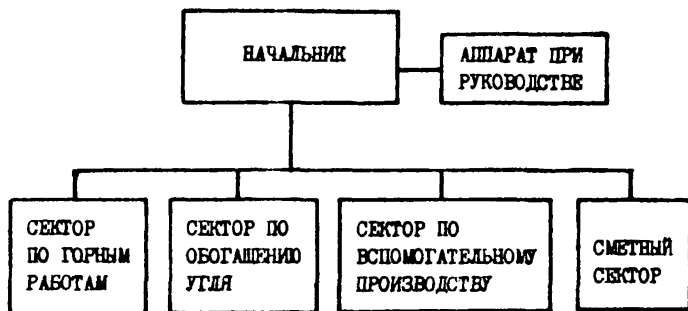 НАЧАЛЬНИК
АППАРАТ ПРИ
РУКОВОДСТВЕ
СЕКТОР
ПО ГОРНЫМ
РАБОТАМ
СЕКТОР ПО
ОБОГАЩЕНИЮ
УГЛЯ
СЕКТОР ПО
ВСПОМОГАТЕЛЬНОМУ
ПРОИЗВОДСТВУ
СМЕТНЫЙ
СЕКТОР